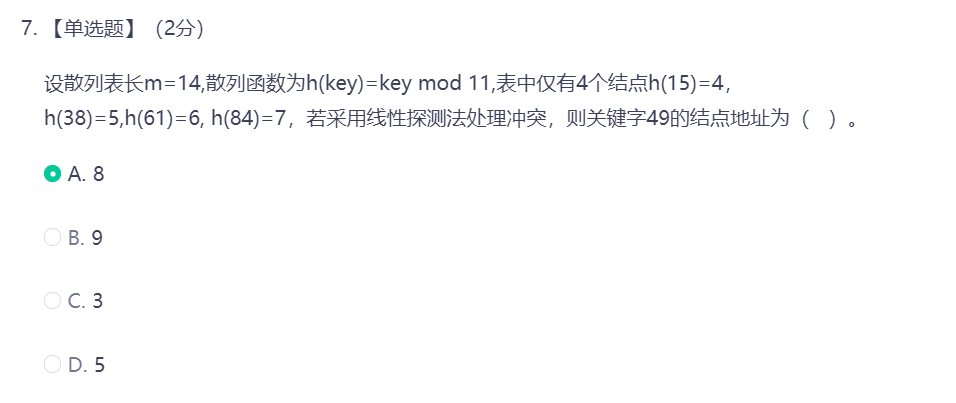 7. 【单选题】（2分）
设散列表长m=14,散列函数为h(key)=key mod 11,表中仅有4个结点h(15)=4，
h(38)=5,h(61)=6, h(84)=7，若采用线性探测法处理冲突，则关键字49的结点地址为（ ）。
A. 8
B. 9
C. 3
D. 5